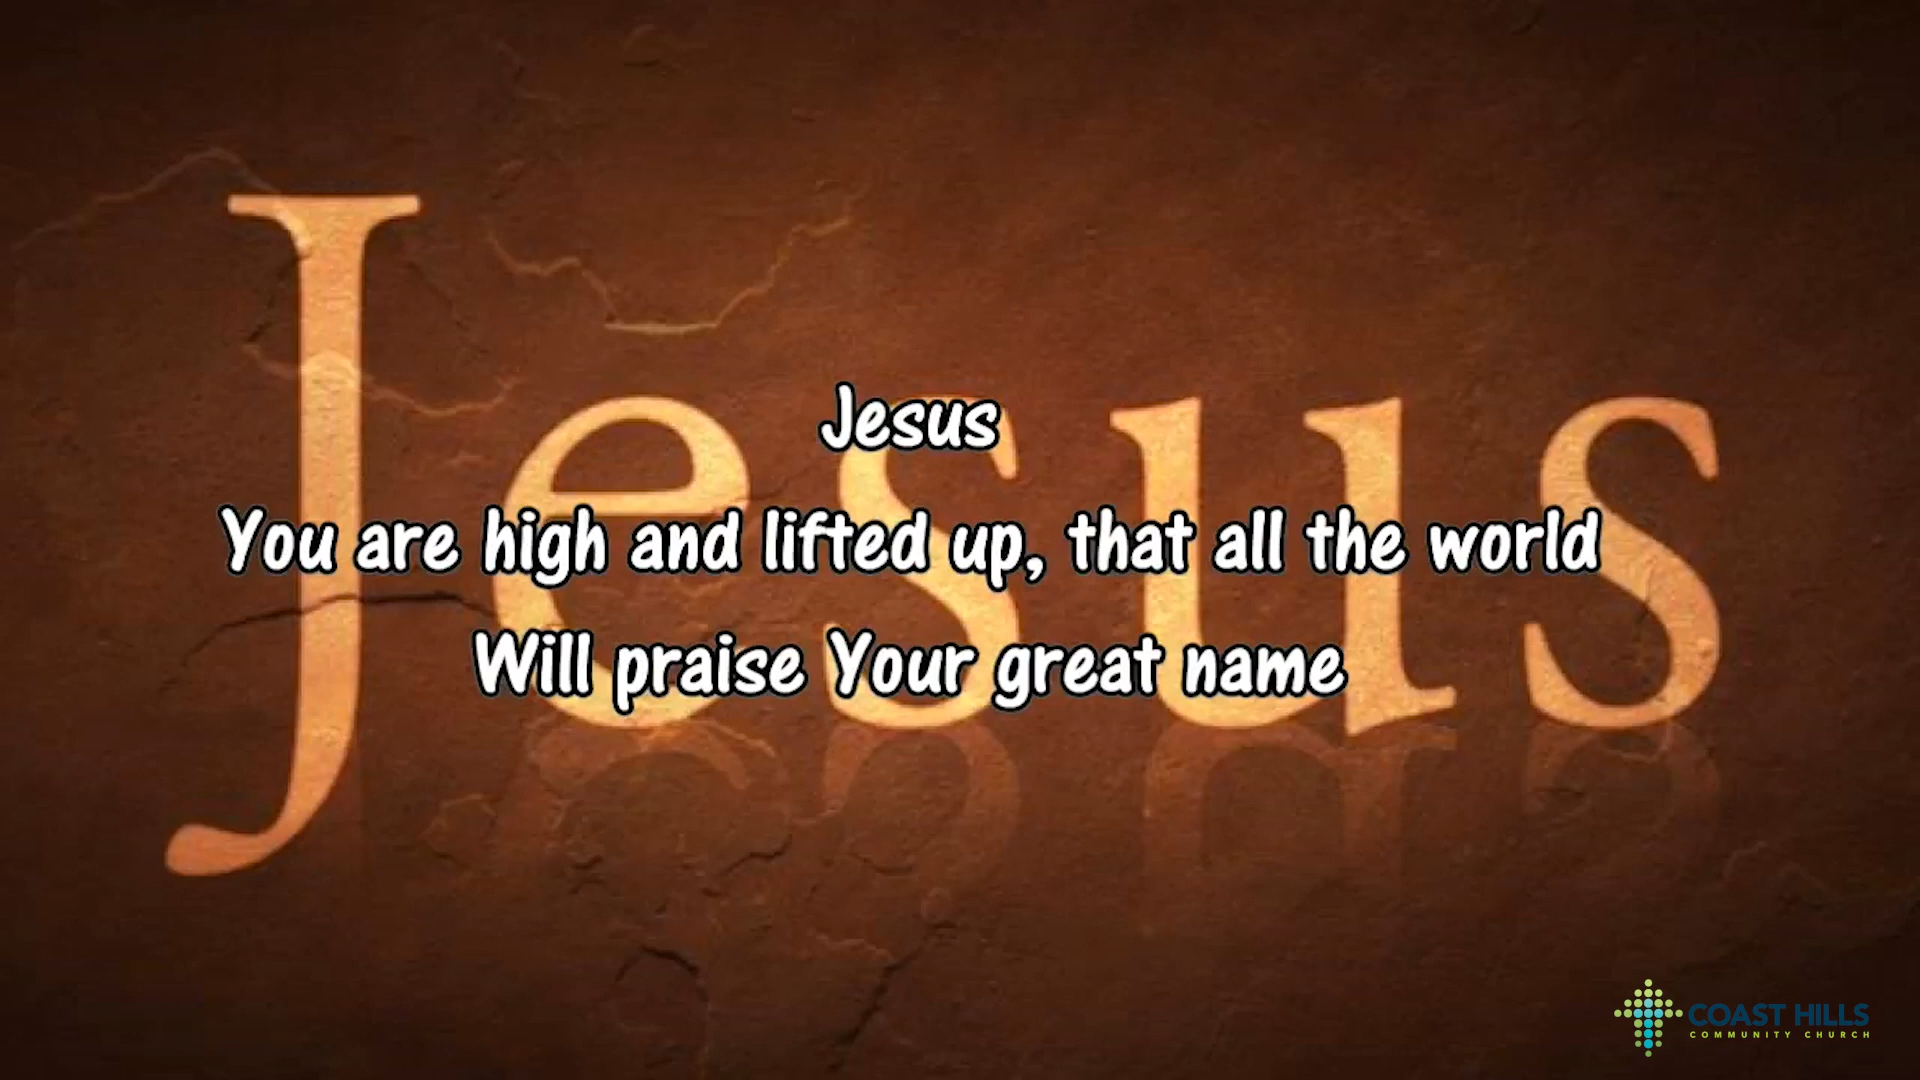 Jesus
Jesus
You are high and lifted up, that all the world
Will praise Your great name
COAST HILLS
COMMUNITY CHURCH